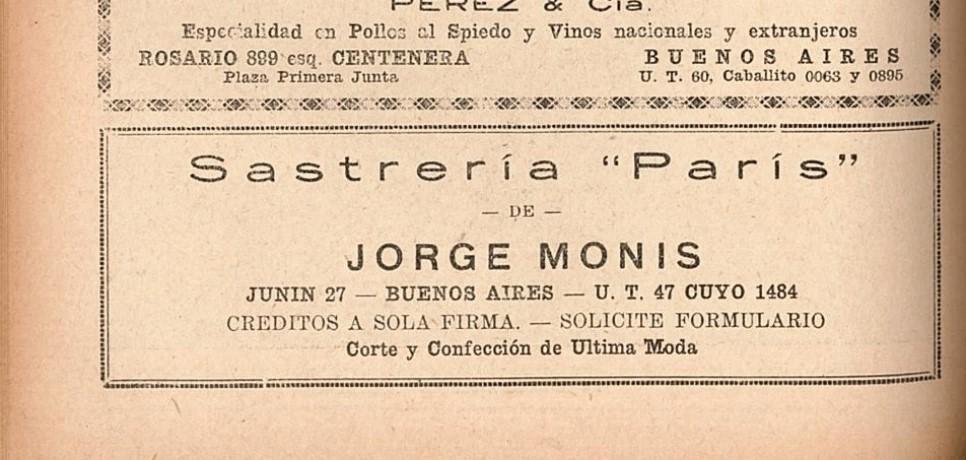 PEREZ & Cía.
Especialidad en Pollos al Spiedo y Vinos nacionales y extranjeros
ROSARIO 899 esq. CENTENERA BUENOS AIRES
Plaza Primera Junta U. T. 60, Caballito 0063 y 0895
Sastrería "París"
— DE —
JORGE MONIS
JUNIN 27 — BUENOS AIRES — U. T. 47 CUYO 1484
CREDITOS A SOLA FIRMA. — SOLICITE FORMULARIO
Corte y Confección de Ultima Moda